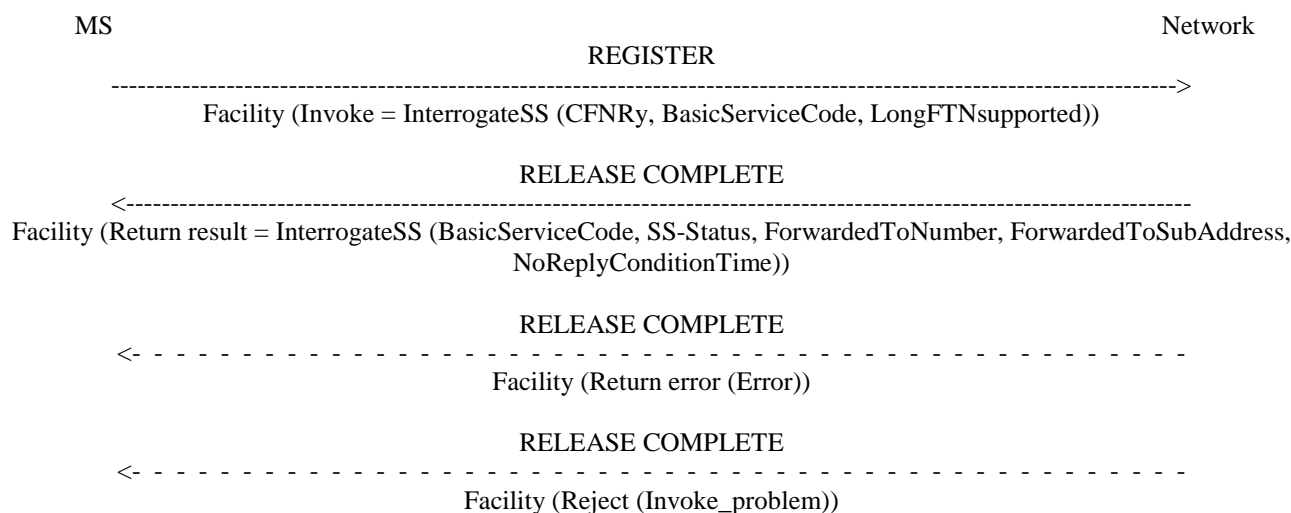 MS Network
REGISTER
Facility (Invoke = InterrogateSS (CFNRy, BasicServiceCode, LongFTNsupported))
RELEASE COMPLETE
Facility (Return result = InterrogateSS (BasicServiceCode, SS-Status, ForwardedToNumber, ForwardedToSubAddress,
NoReplyConditionTime))
RELEASE COMPLETE
Facility (Return error (Error))
RELEASE COMPLETE
Facility (Reject (Invoke_problem))